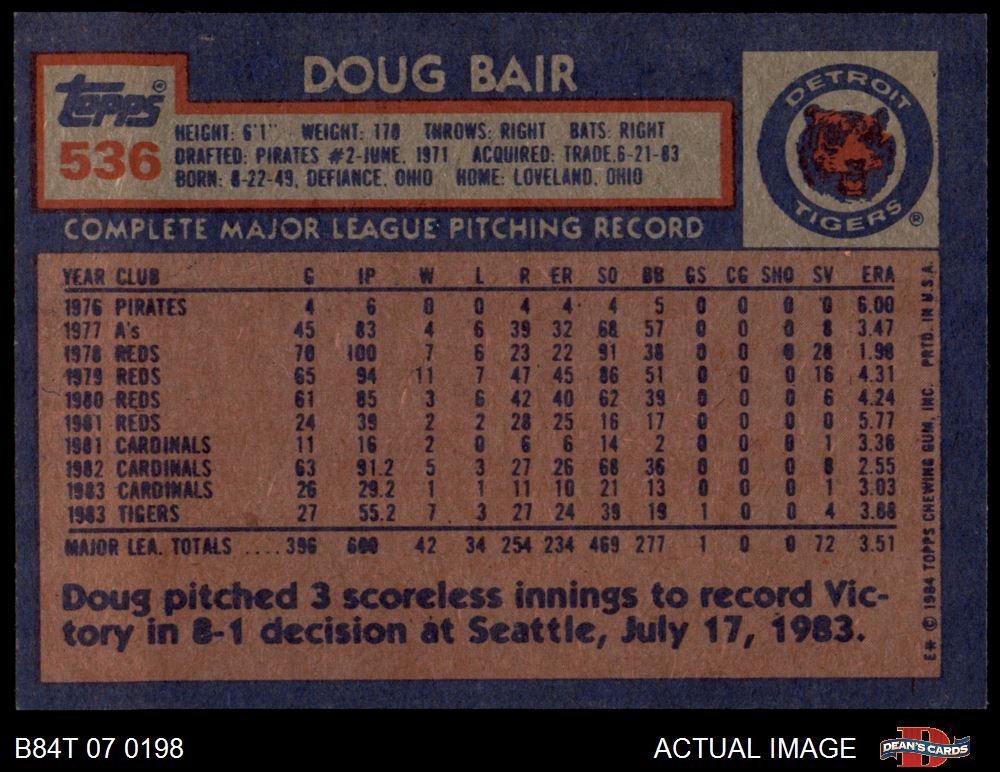 DOUG BAIR
Topps®
536
HEIGHT: 6'1" WEIGHT: 170 THROWS: RIGHT BATS: RIGHT
DRAFTED: PIRATES #2-JUNE, 1971 ACQUIRED: TRADE,6-21-83
BORN: 8-22-49, DEFIANCE, OHIO HOME: LOVELAND, OHIO
DETROIT
TIGERS ®
COMPLETE MAJOR LEAGUE PITCHING RECORD
YEAR CLUB G IP W L R ER SO BB GS CG SHO SV ERA
1976 PIRATES 4 6 0 0 4 4 4 5 0 0 0 0 6.00
1977 A's 45 83 4 6 39 32 68 57 0 0 0 8 3.47
1978 REDS 70 100 7 6 23 22 91 38 0 0 0 28 1.98
1979 REDS 65 94 11 7 47 45 86 51 0 0 0 16 4.31
1980 REDS 61 85 3 6 42 40 62 39 0 0 0 6 4.24
1981 REDS 24 39 2 2 28 25 16 17 0 0 0 0 5.77
1981 CARDINALS 11 16 2 0 6 6 14 2 0 0 0 1 3.38
1982 CARDINALS 63 91.2 5 3 27 26 68 36 0 0 0 8 2.55
1983 CARDINALS 26 29.2 1 1 11 10 21 13 0 0 0 1 3.03
1983 TIGERS 27 55.2 7 3 27 24 39 19 1 0 0 4 3.88
MAJOR LEA. TOTALS ....396 600 42 34 254 234 469 277 1 0 0 72 3.51
Doug pitched 3 scoreless innings to record Vic-
tory in 8-1 decision at Seattle, July 17, 1983.
E* © 1984 TOPPS CHEWING GUM, INC. PRTD. IN U.S.A.
B84T 07 0198
ACTUAL IMAGE
DEAN'S CARDS